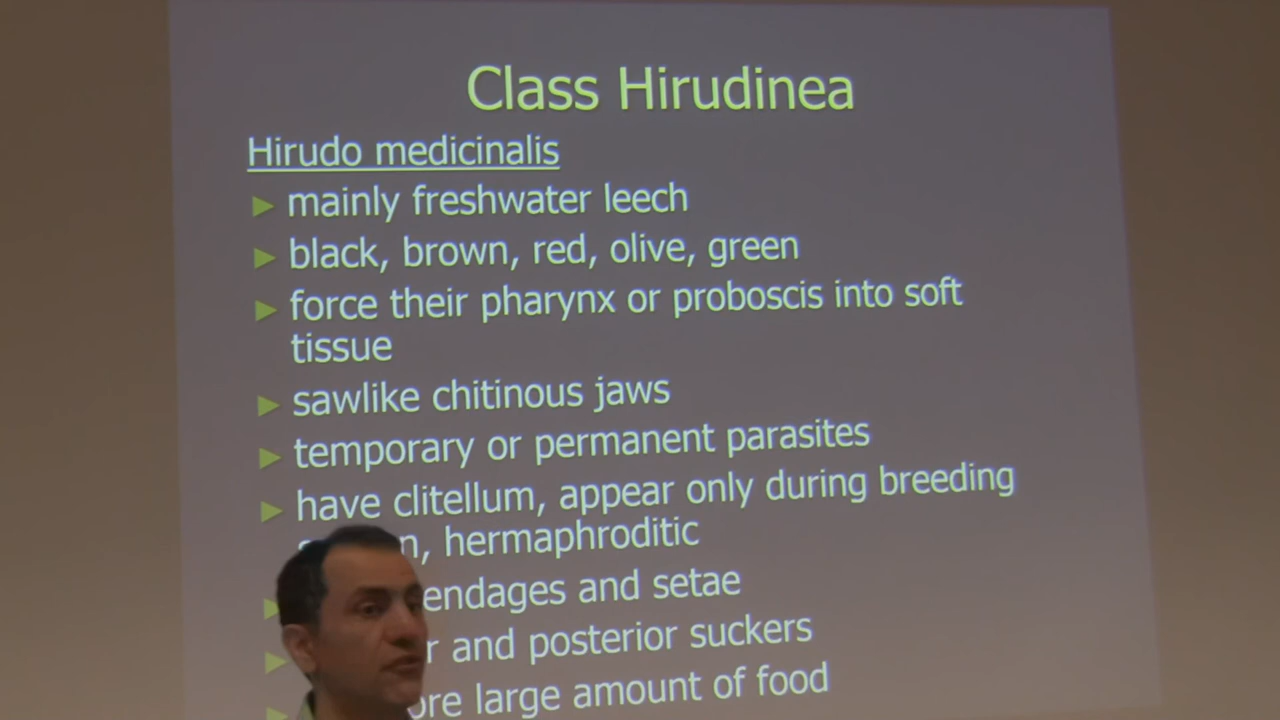 Class Hirudinea
Hirudo medicinalis
mainly freshwater leech
black, brown, red, olive, green
force their pharynx or proboscis into soft
tissue
sawlike chitinous jaws
temporary or permanent parasites
have clitellum, appear only during breeding
hermaphroditic
and setae
and posterior suckers
large amount of food